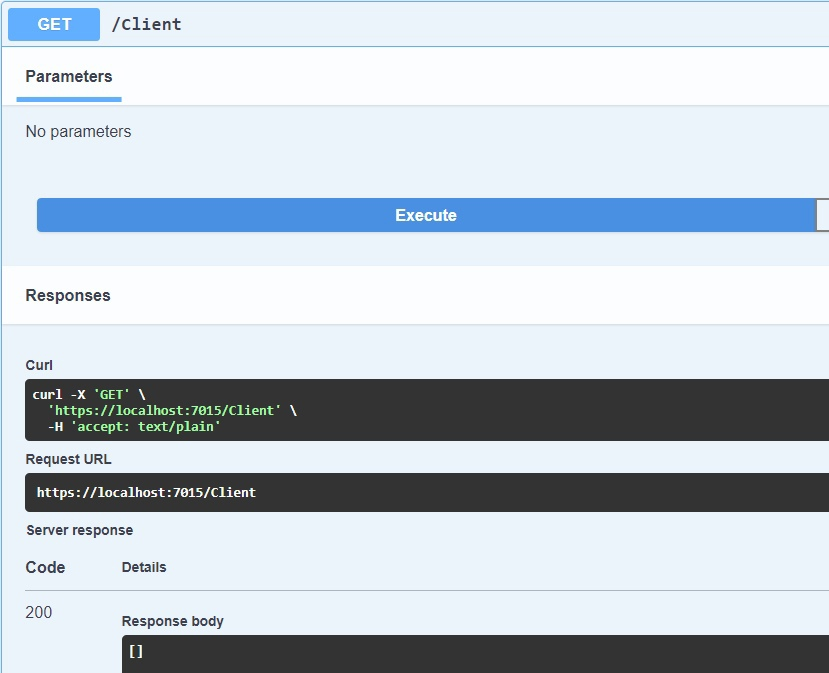 GET /Client
Parameters
No parameters
Execute
Responses
Curl
curl -X 'GET' \
'https://localhost:7015/Client' \
-H 'accept: text/plain'
Request URL
https://localhost:7015/Client
Server response
Code Details
200
Response body
[]